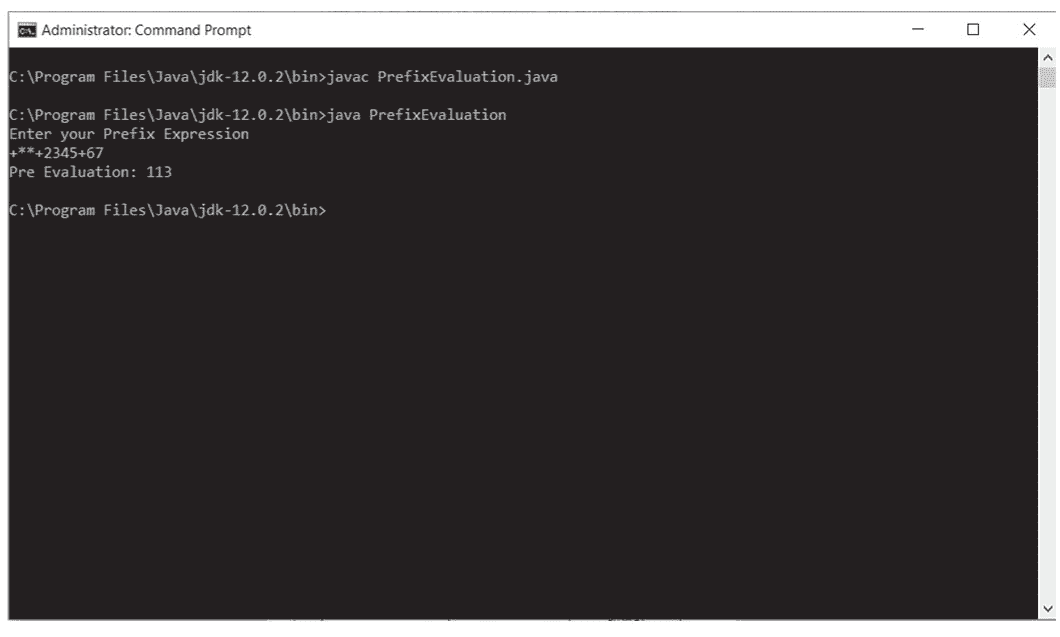 Administrator: Command Prompt
C:\Program Files\Java\jdk-12.0.2\bin>javac PrefixEvaluation.java
C:\Program Files\Java\jdk-12.0.2\bin>java PrefixEvaluation
Enter your Prefix Expression
+**+2345+67
Pre Evaluation: 113
C:\Program Files\Java\jdk-12.0.2\bin>